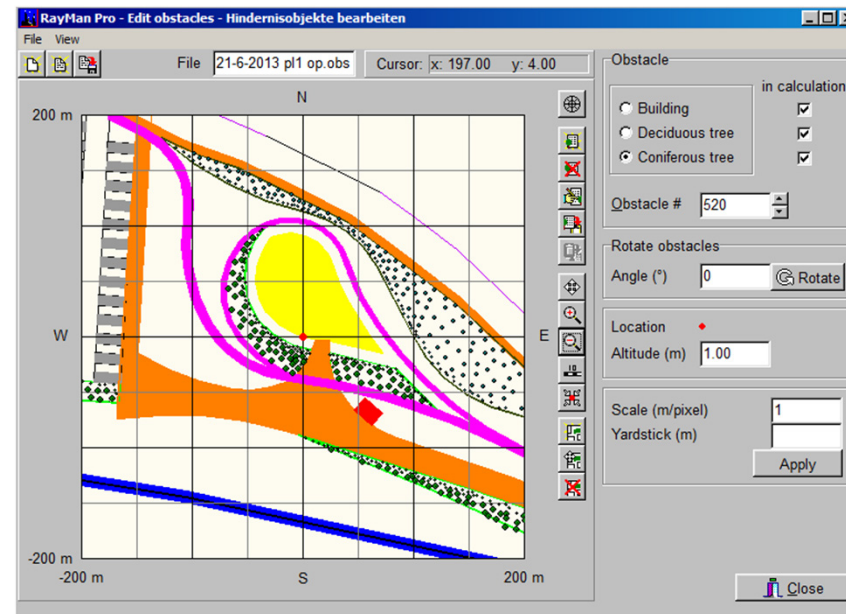 RayMan Pro - Edit obstacles - Hindernisobjekte bearbeiten
File View
File 21-6-2013 pl1 op.obs Cursor: x: 197.00 y: 4.00
N
200 m
W
E
-200 m
-200 m S 200 m
Obstacle
in calculation
Building
Deciduous tree
Coniferous tree
Obstacle # 520
Rotate obstacles
Angle (°) 0 Rotate
Location
Altitude (m) 1.00
Scale (m/pixel) 1
Yardstick (m)
Apply
Close